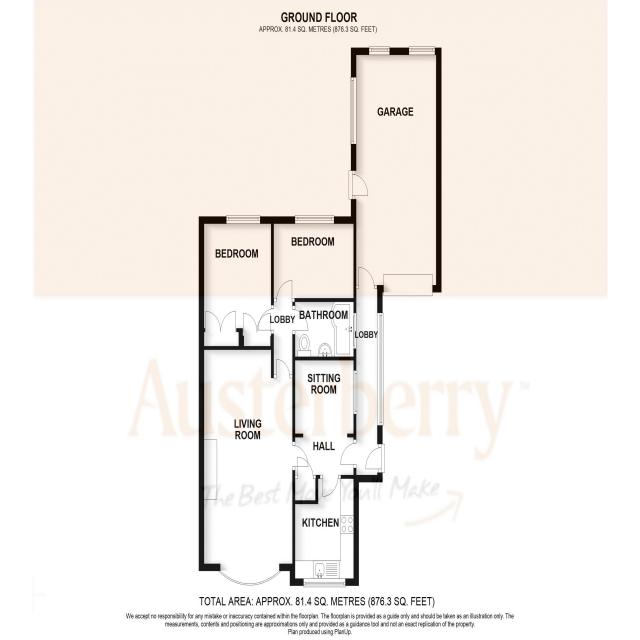 GROUND FLOOR
APPROX. 81.4 SQ. METRES (876.3 SQ. FEET)
GARAGE
BEDROOM
BEDROOM
LOBBY
BATHROOM
LOBBY
Austerberry™
SITTING
ROOM
LIVING
ROOM
HALL
The Best Move You'll Make
KITCHEN
TOTAL AREA: APPROX. 81.4 SQ. METRES (876.3 SQ. FEET)
We accept no responsibility for any mistake or inaccuracy contained within the floorplan. The floorplan is provided as a guide only and should be taken as an illustration only. The
measurements, contents and positioning are approximations only and provided as a guidance tool and not an exact replication of the property.
Plan produced using PlanUp.